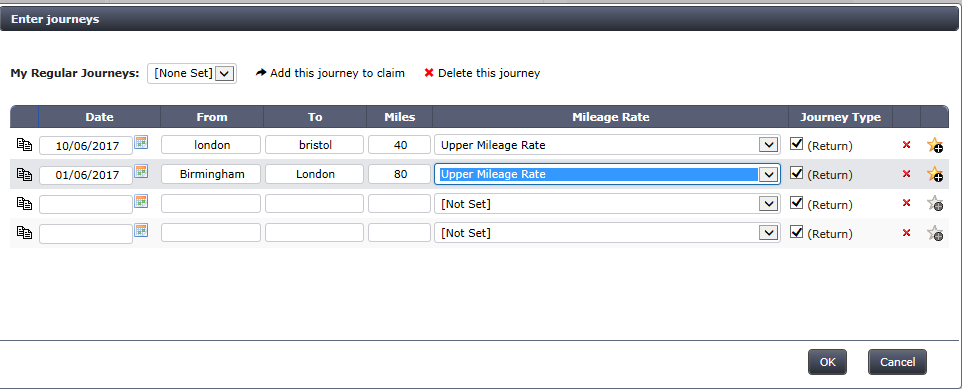 Enter journeys
My Regular Journeys: [None Set] Add this journey to claim Delete this journey
Date From To Miles Mileage Rate Journey Type
10/06/2017 london bristol 40 Upper Mileage Rate (Return)
01/06/2017 Birmingham London 80 Upper Mileage Rate (Return)
[Not Set] (Return)
[Not Set] (Return)
OK Cancel